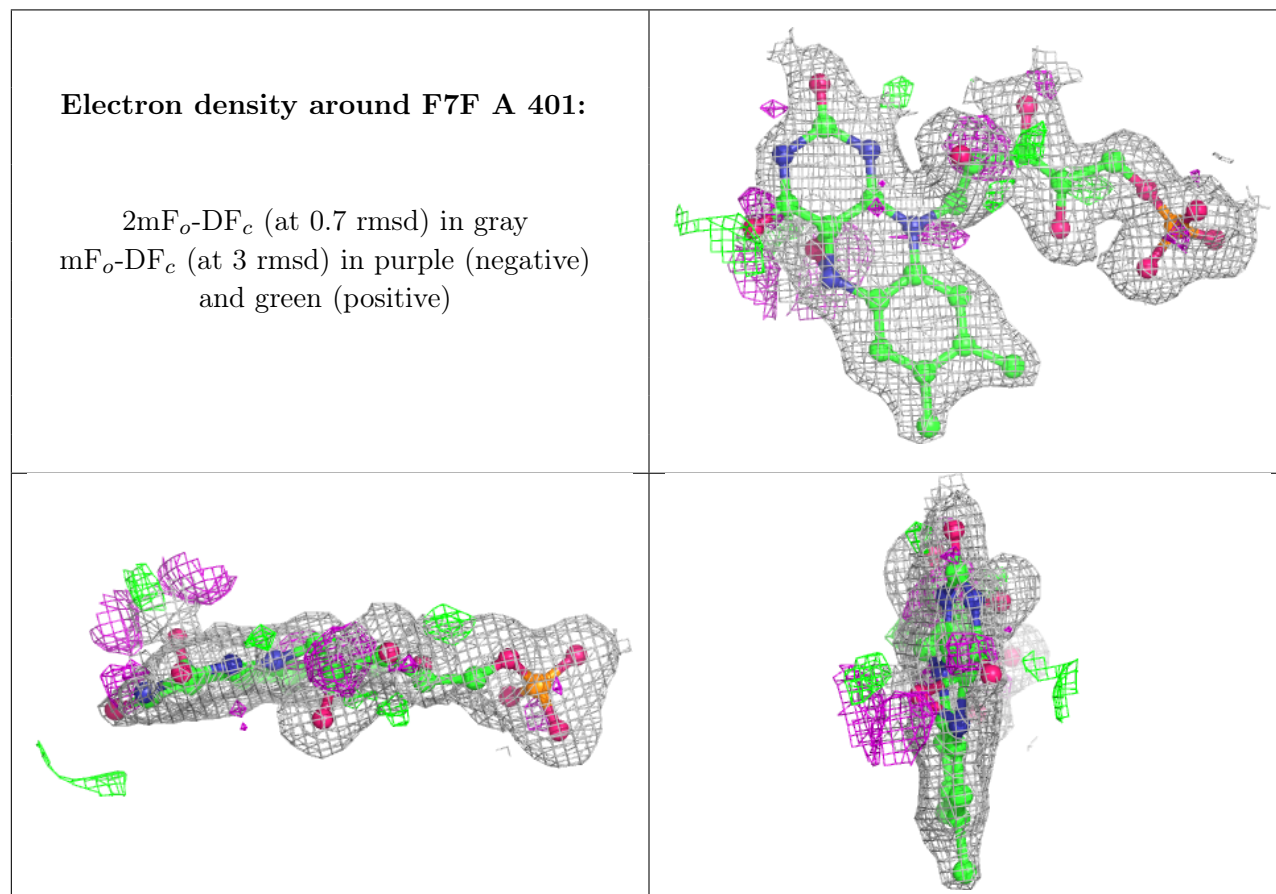 Electron density around F7F A 401:
2mFo-DFc (at 0.7 rmsd) in gray
mFo-DFc (at 3 rmsd) in purple (negative)
and green (positive)